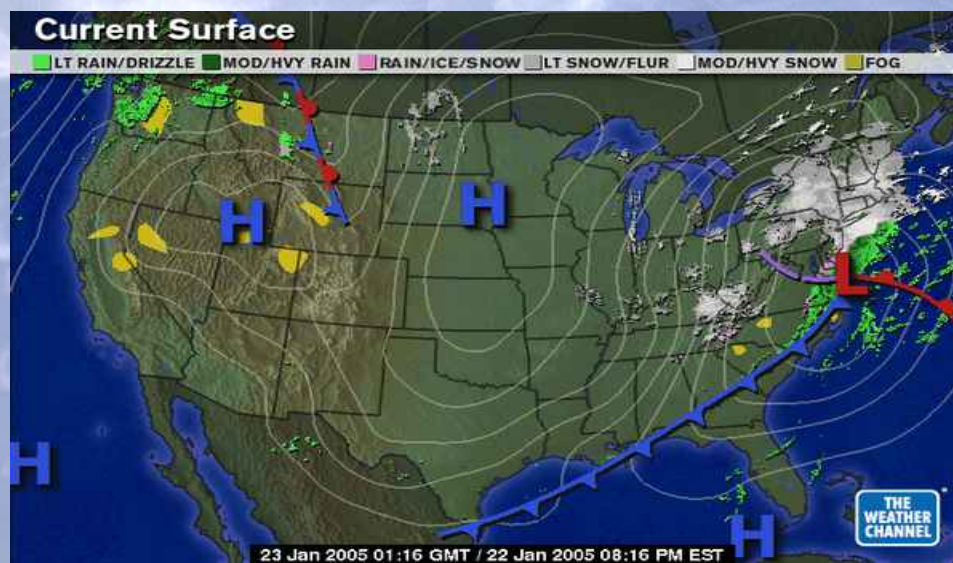 Current Surface
LT RAIN/DRIZZLE MOD/HVY RAIN RAIN/ICE/SNOW LT SNOW/FLUR MOD/HVY SNOW FOG
H
H
L
H
H
THE
WEATHER
CHANNEL
23 Jan 2005 01:16 GMT / 22 Jan 2005 08:16 PM EST